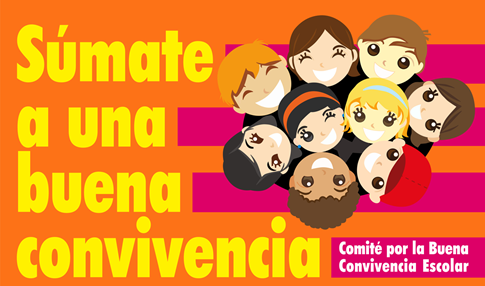 Súmate
a una
buena
convivencia
Comité por la Buena
Convivencia Escolar